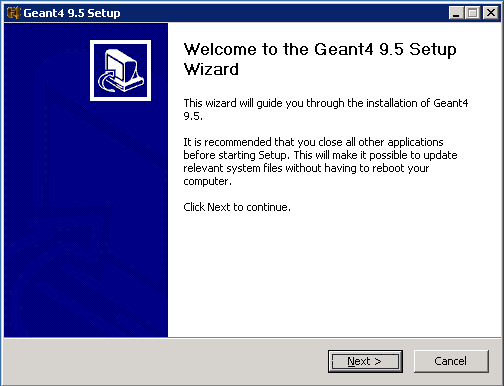 Geant4 9.5 Setup
Welcome to the Geant4 9.5 Setup
Wizard
This wizard will guide you through the installation of Geant4
9.5.
It is recommended that you close all other applications
before starting Setup. This will make it possible to update
relevant system files without having to reboot your
computer.
Click Next to continue.
Next >
Cancel